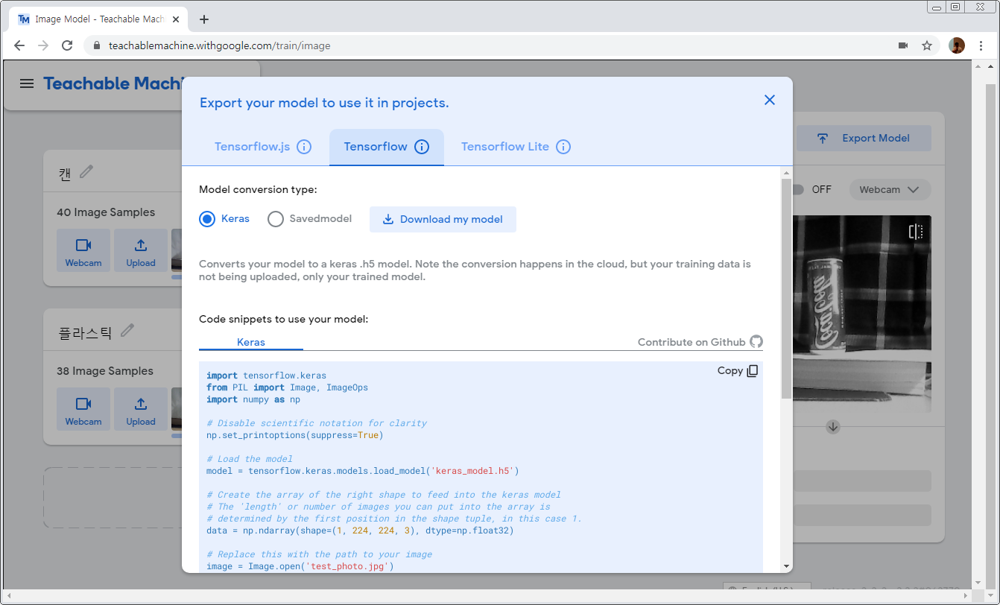 Image Model - Teachable Mach
teachablemachine.withgoogle.com/train/image
Teachable Machi
Export your model to use it in projects.
Tensorflow.js
Tensorflow
Tensorflow Lite
Export Model
캔
40 Image Samples
Webcam
Upload
플라스틱
38 Image Samples
Webcam
Upload
Model conversion type:
Keras
Savedmodel
Download my model
Converts your model to a keras .h5 model. Note the conversion happens in the cloud, but your training data is
not being uploaded, only your trained model.
Code snippets to use your model:
Keras
Contribute on Github
Copy
import tensorflow.keras
from PIL import Image, ImageOps
import numpy as np
# Disable scientific notation for clarity
np.set_printoptions(suppress=True)
# Load the model
model = tensorflow.keras.models.load_model('keras_model.h5')
# Create the array of the right shape to feed into the keras model
# The 'length' or number of images you can put into the array is
# determined by the first position in the shape tuple, in this case 1.
data = np.ndarray(shape=(1, 224, 224, 3), dtype=np.float32)
# Replace this with the path to your image
image = Image.open('test_photo.jpg')
OFF
Webcam
Coca-Cola